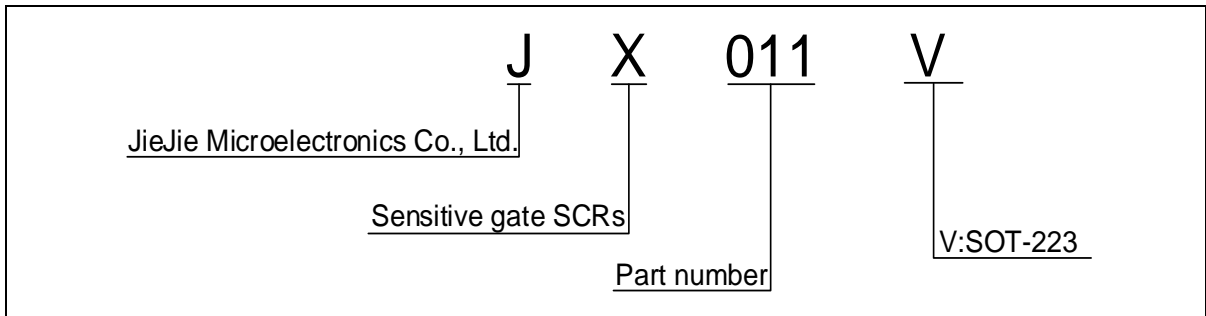 J X 011 V
JieJie Microelectronics Co., Ltd.
Sensitive gate SCRs
V:SOT-223
Part number